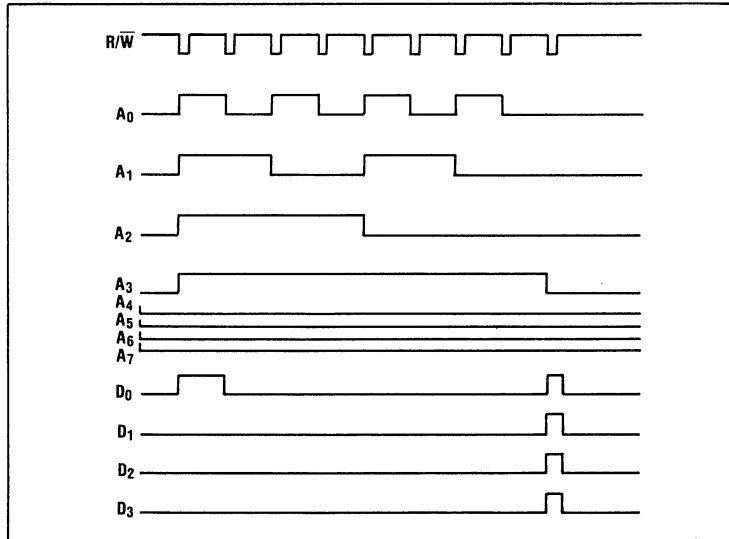 R/W̅
A₀
A₁
A₂
A₃
A₄
A₅
A₆
A₇
D₀
D₁
D₂
D₃